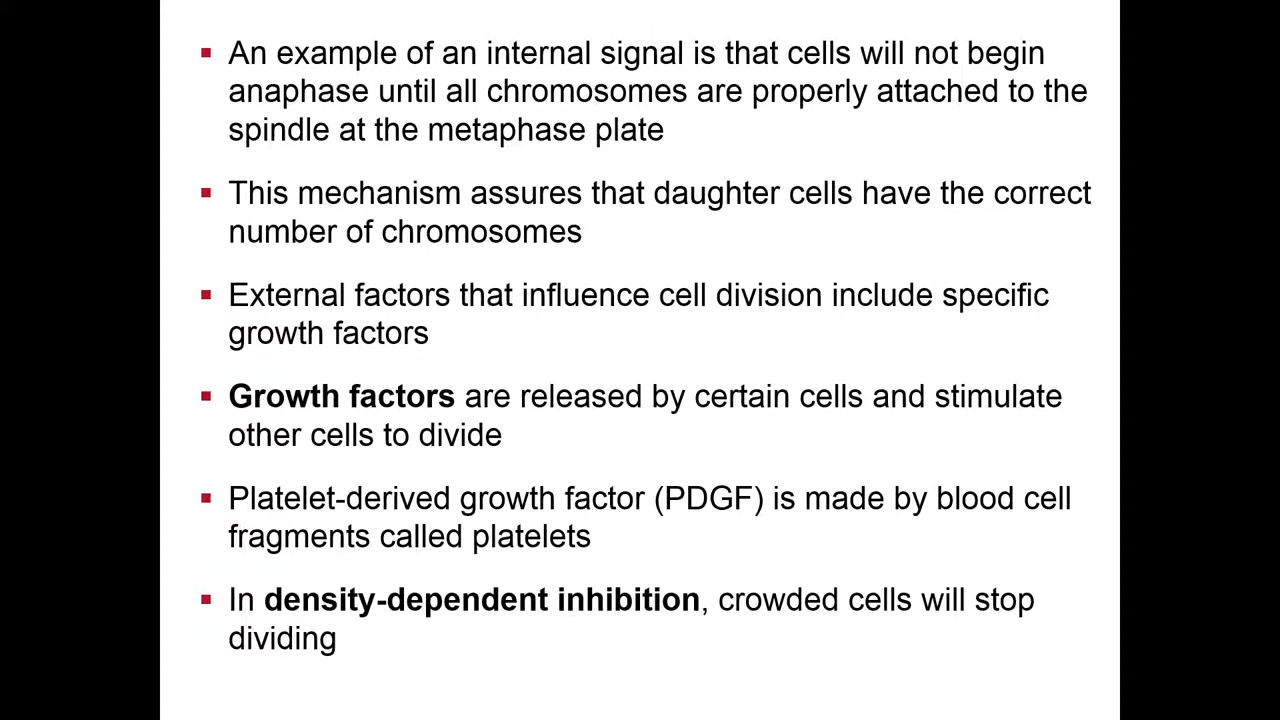 ▪ An example of an internal signal is that cells will not begin
anaphase until all chromosomes are properly attached to the
spindle at the metaphase plate
▪ This mechanism assures that daughter cells have the correct
number of chromosomes
▪ External factors that influence cell division include specific
growth factors
▪ Growth factors are released by certain cells and stimulate
other cells to divide
▪ Platelet-derived growth factor (PDGF) is made by blood cell
fragments called platelets
▪ In density-dependent inhibition, crowded cells will stop
dividing